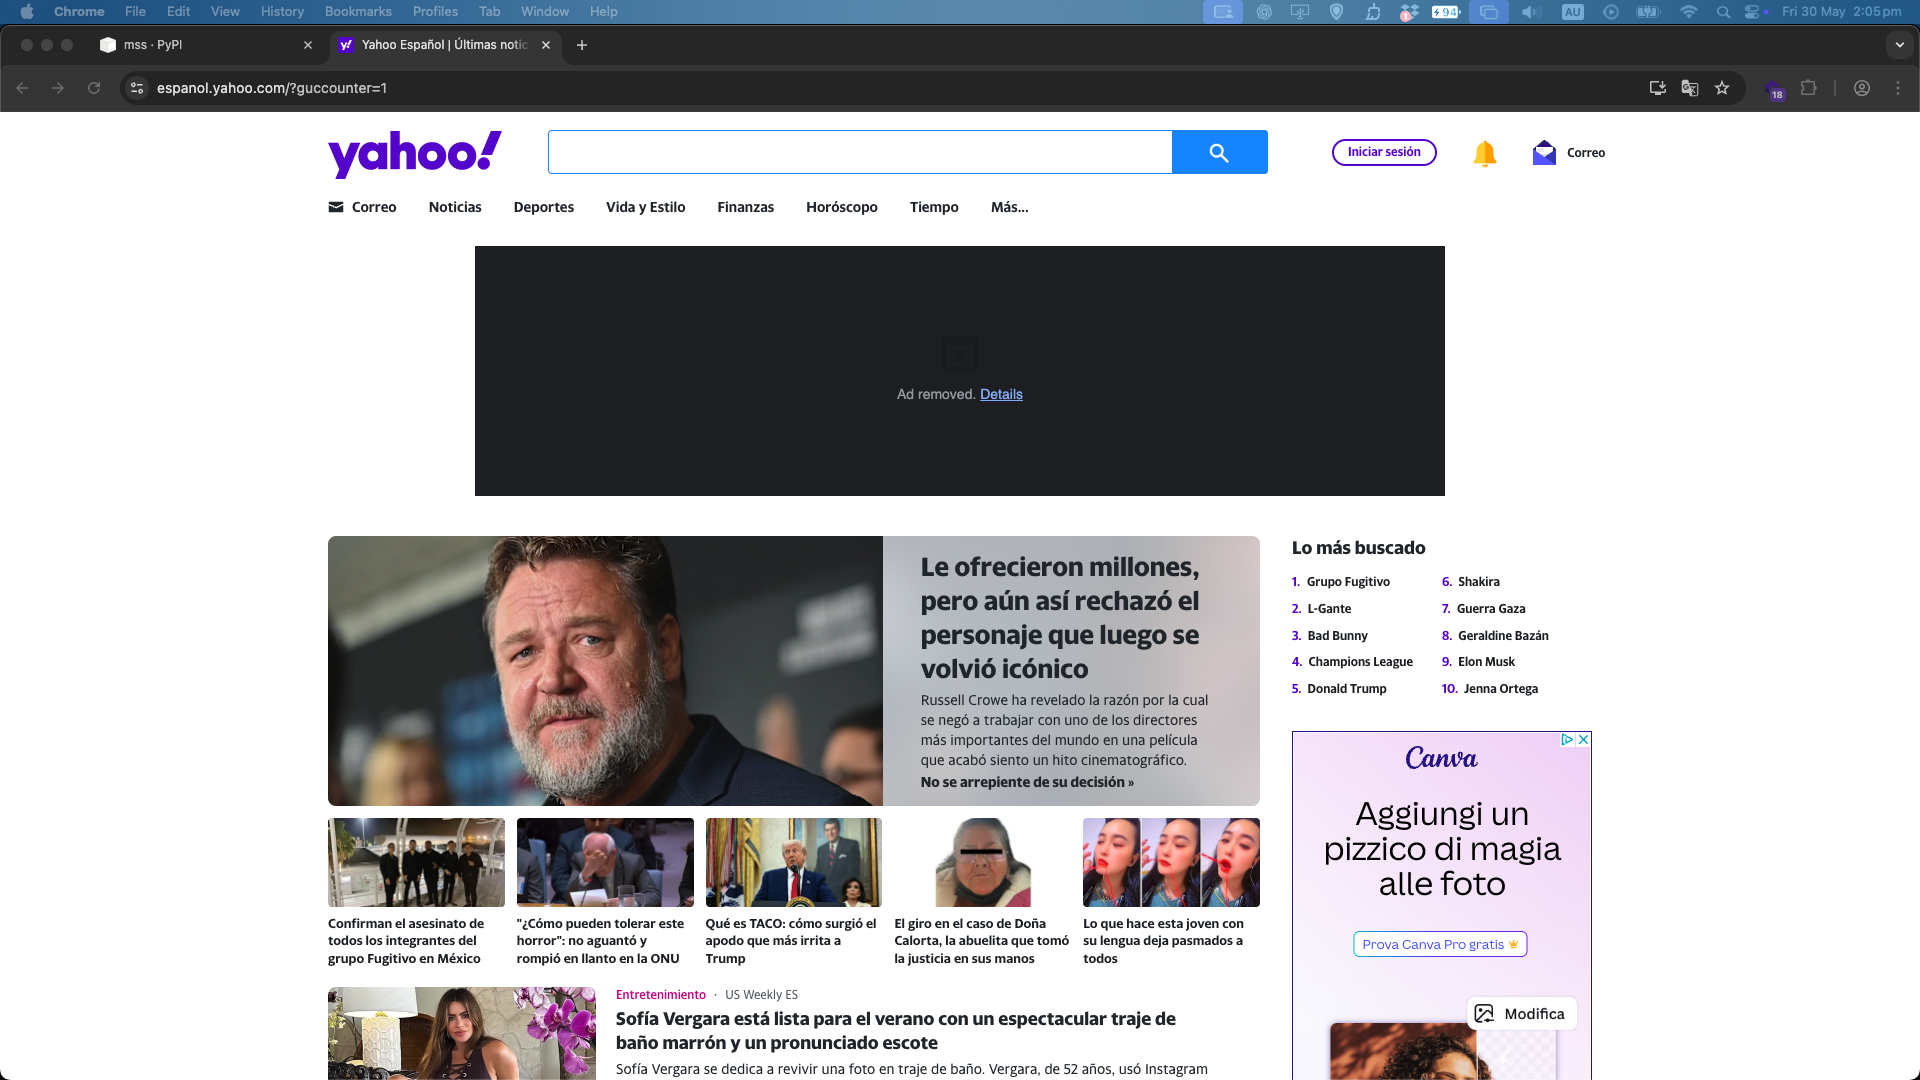 Chrome File Edit View History Bookmarks Profiles Tab Window Help
94 AU Fri 30 May 2:05 pm
mss · PyPI
Yahoo Español | Últimas notic
espanol.yahoo.com/?guccounter=1
18
yahoo!
Iniciar sesión
Correo
Correo Noticias Deportes Vida y Estilo Finanzas Horóscopo Tiempo Más...
Ad removed. Details
Le ofrecieron millones,
pero aún así rechazó el
personaje que luego se
volvió icónico
Russell Crowe ha revelado la razón por la cual
se negó a trabajar con uno de los directores
más importantes del mundo en una película
que acabó siento un hito cinematográfico.
No se arrepiente de su decisión »
Confirman el asesinato de
todos los integrantes del
grupo Fugitivo en México
"¿Cómo pueden tolerar este
horror": no aguantó y
rompió en llanto en la ONU
Qué es TACO: cómo surgió el
apodo que más irrita a
Trump
El giro en el caso de Doña
Calorta, la abuelita que tomó
la justicia en sus manos
Lo que hace esta joven con
su lengua deja pasmados a
todos
Entretenimiento · US Weekly ES
Sofía Vergara está lista para el verano con un espectacular traje de
baño marrón y un pronunciado escote
Sofía Vergara se dedica a revivir una foto en traje de baño. Vergara, de 52 años, usó Instagram
Lo más buscado
1. Grupo Fugitivo
2. L-Gante
3. Bad Bunny
4. Champions League
5. Donald Trump
6. Shakira
7. Guerra Gaza
8. Geraldine Bazán
9. Elon Musk
10. Jenna Ortega
Canva
Aggiungi un
pizzico di magia
alle foto
Prova Canva Pro gratis
Modifica